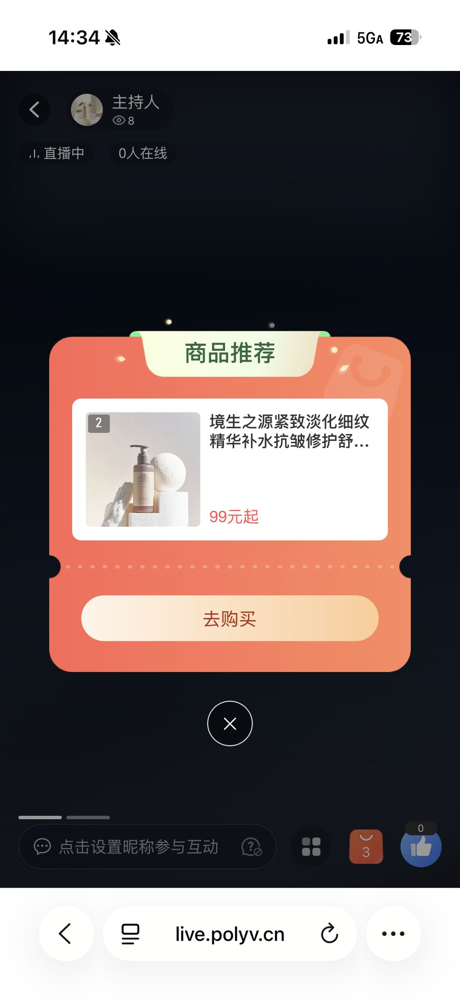 14:34
5GA
73
主持人
8
直播中
0人在线
商品推荐
2
境生之源紧致淡化细纹
精华补水抗皱修护舒...
99元起
去购买
点击设置昵称参与互动
3
0
live.polyv.cn